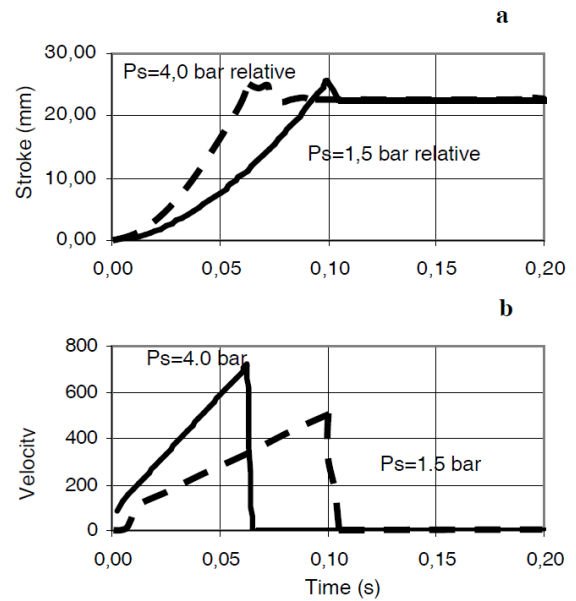 a
30,00
Ps=4,0 bar relative
20,00
Ps=1,5 bar relative
10,00
0,00
Stroke (mm)
0,00 0,05 0,10 0,15 0,20
b
800
Ps=4.0 bar
600
400
Ps=1.5 bar
200
0
Velocity
0,00 0,05 0,10 0,15 0,20
Time (s)